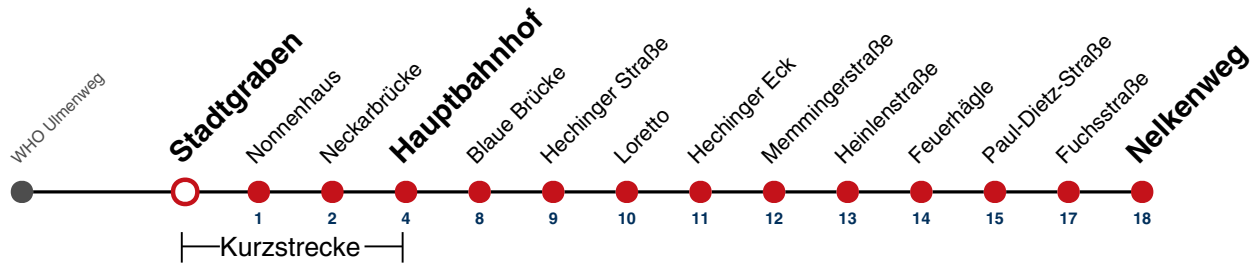 WHO Ulmenweg
Stadtgraben
Nonnenhaus
Neckarbrücke
Hauptbahnhof
Blaue Brücke
Hechinger Straße
Loretto
Hechinger Eck
Memmingerstraße
Heinlenstraße
Feuerhägle
Paul-Dietz-Straße
Fuchsstraße
Nelkenweg
1 2 4 8 9 10 11 12 13 14 15 17 18
Kurzstrecke